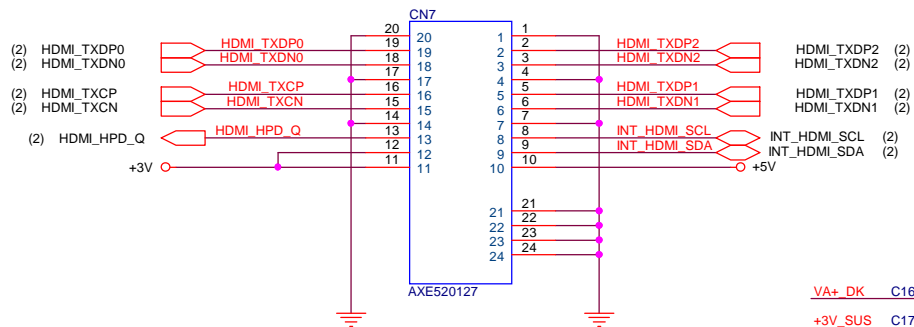 CN7
20 20 1 1
(2) HDMI_TXDP0 HDMI_TXDP0 19 19 2 2 HDMI_TXDP2 HDMI_TXDP2 (2)
(2) HDMI_TXDN0 HDMI_TXDN0 18 18 3 3 HDMI_TXDN2 HDMI_TXDN2 (2)
17 17 4 4
(2) HDMI_TXCP HDMI_TXCP 16 16 5 5 HDMI_TXDP1 HDMI_TXDP1 (2)
(2) HDMI_TXCN HDMI_TXCN 15 15 6 6 HDMI_TXDN1 HDMI_TXDN1 (2)
14 14 7 7
(2) HDMI_HPD_Q HDMI_HPD_Q 13 13 8 8 INT_HDMI_SCL INT_HDMI_SCL (2)
12 12 9 9 INT_HDMI_SDA INT_HDMI_SDA (2)
+3V 11 11 10 10 +5V
21 21
22 22
23 23
24 24
AXE520127
VA+_DK C16
+3V_SUS C17